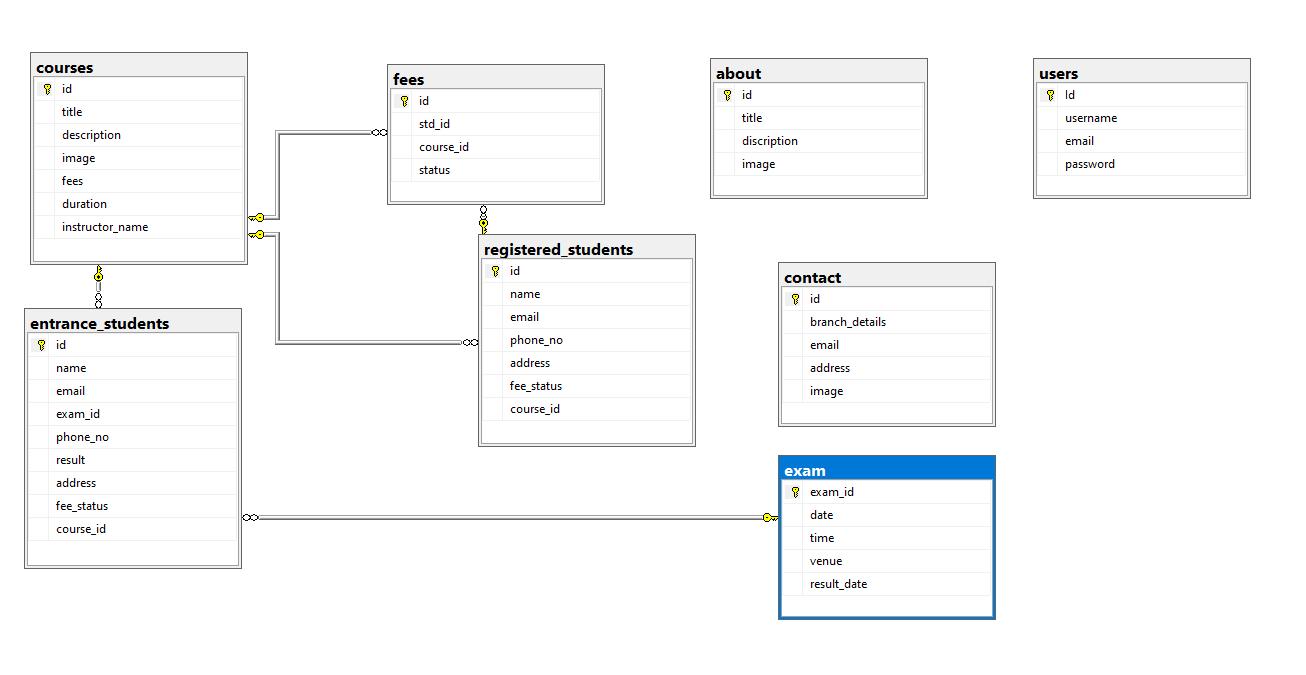 courses
id
title
description
image
fees
duration
instructor_name
fees
id
std_id
course_id
status
about
id
title
discription
image
users
Id
username
email
password
registered_students
id
name
email
phone_no
address
fee_status
course_id
contact
id
branch_details
email
address
image
entrance_students
id
name
email
exam_id
phone_no
result
address
fee_status
course_id
exam
exam_id
date
time
venue
result_date